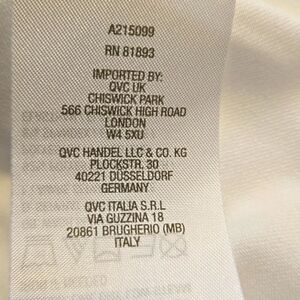 A215099
RN 81893
IMPORTED BY:
QVC UK
CHISWICK PARK
566 CHISWICK HIGH ROAD
LONDON
W4 5XU
QVC HANDEL LLC & CO. KG
PLOCKSTR. 30
40221 DÜSSELDORF
GERMANY
QVC ITALIA S.R.L
VIA GUZZINA 18
20861 BRUGHERIO (MB)
ITALY